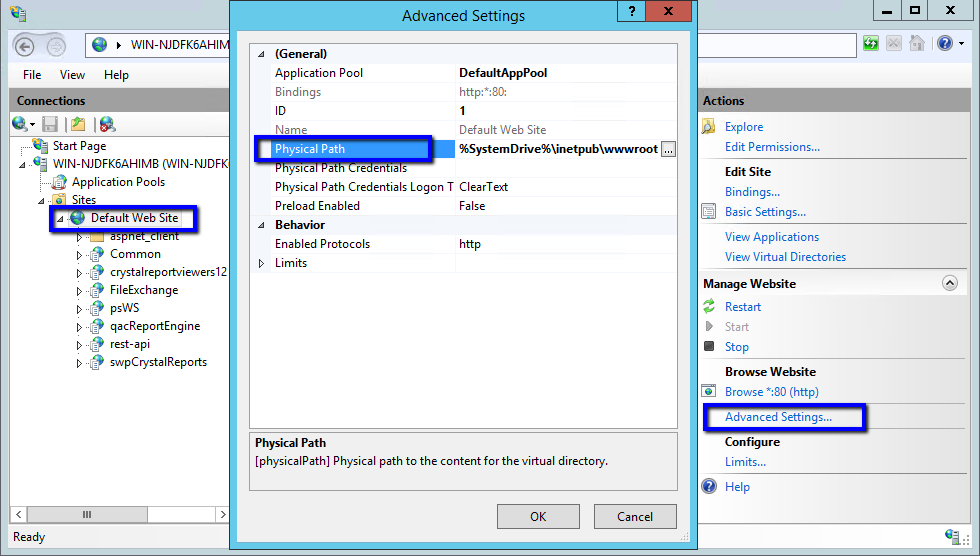 Advanced Settings
?
x
WIN-NJDFK6AHIM
File View Help
Connections
Start Page
WIN-NJDFK6AHIMB (WIN-NJDFK
Application Pools
Sites
Default Web Site
aspnet_client
Common
crystalreportviewers12
FileExchange
psWS
qacReportEngine
rest-api
swpCrystalReports
(General)
Application Pool DefaultAppPool
Bindings http:*:80:
ID 1
Name Default Web Site
Physical Path %SystemDrive%\inetpub\wwwroot ...
Physical Path Credentials
Physical Path Credentials Logon T ClearText
Preload Enabled False
Behavior
Enabled Protocols http
Limits
Physical Path
[physicalPath] Physical path to the content for the virtual directory.
OK Cancel
Actions
Explore
Edit Permissions...
Edit Site
Bindings...
Basic Settings...
View Applications
View Virtual Directories
Manage Website
Restart
Start
Stop
Browse Website
Browse *:80 (http)
Advanced Settings...
Configure
Limits...
Help
Ready